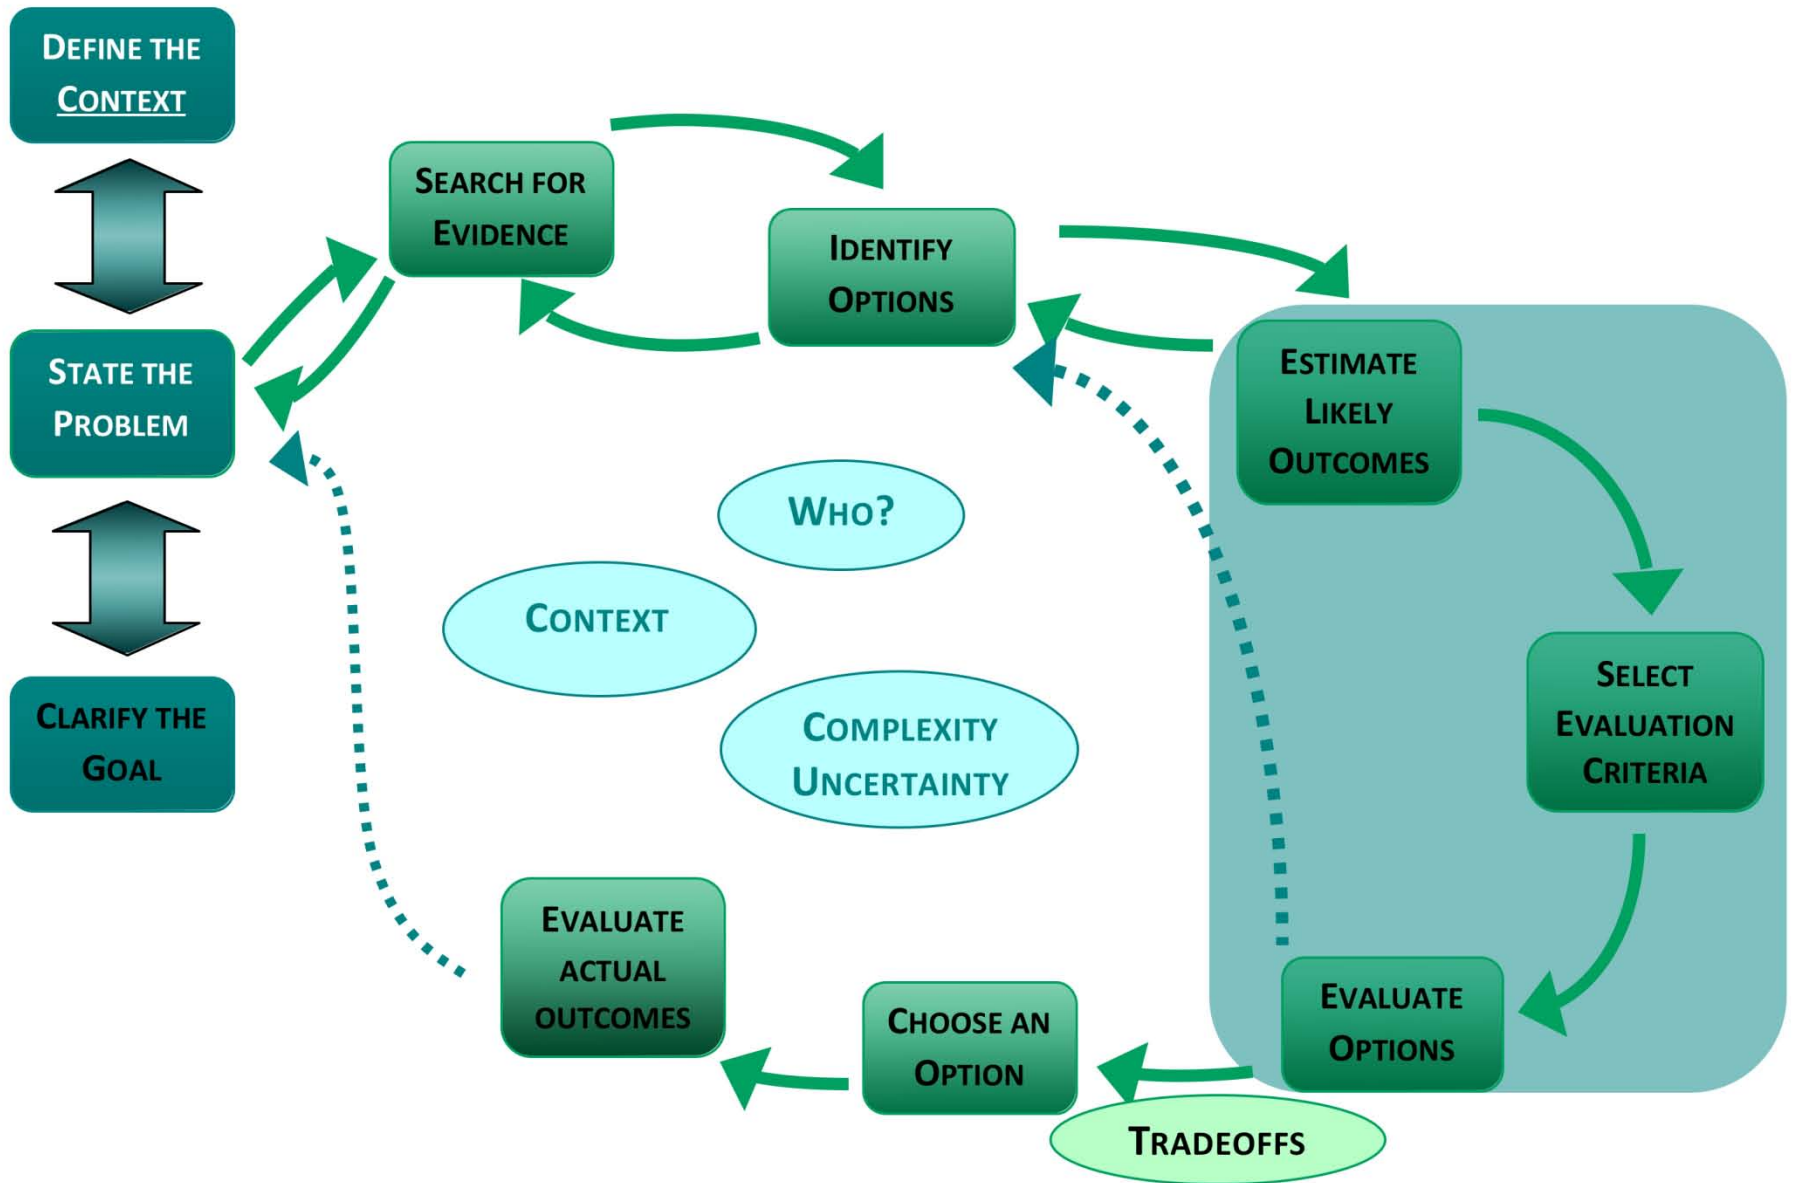 DEFINE THE
CONTEXT
STATE THE
PROBLEM
CLARIFY THE
GOAL
SEARCH FOR
EVIDENCE
IDENTIFY
OPTIONS
ESTIMATE
LIKELY
OUTCOMES
SELECT
EVALUATION
CRITERIA
EVALUATE
OPTIONS
TRADEOFFS
CHOOSE AN
OPTION
EVALUATE
ACTUAL
OUTCOMES
WHO?
CONTEXT
COMPLEXITY
UNCERTAINTY